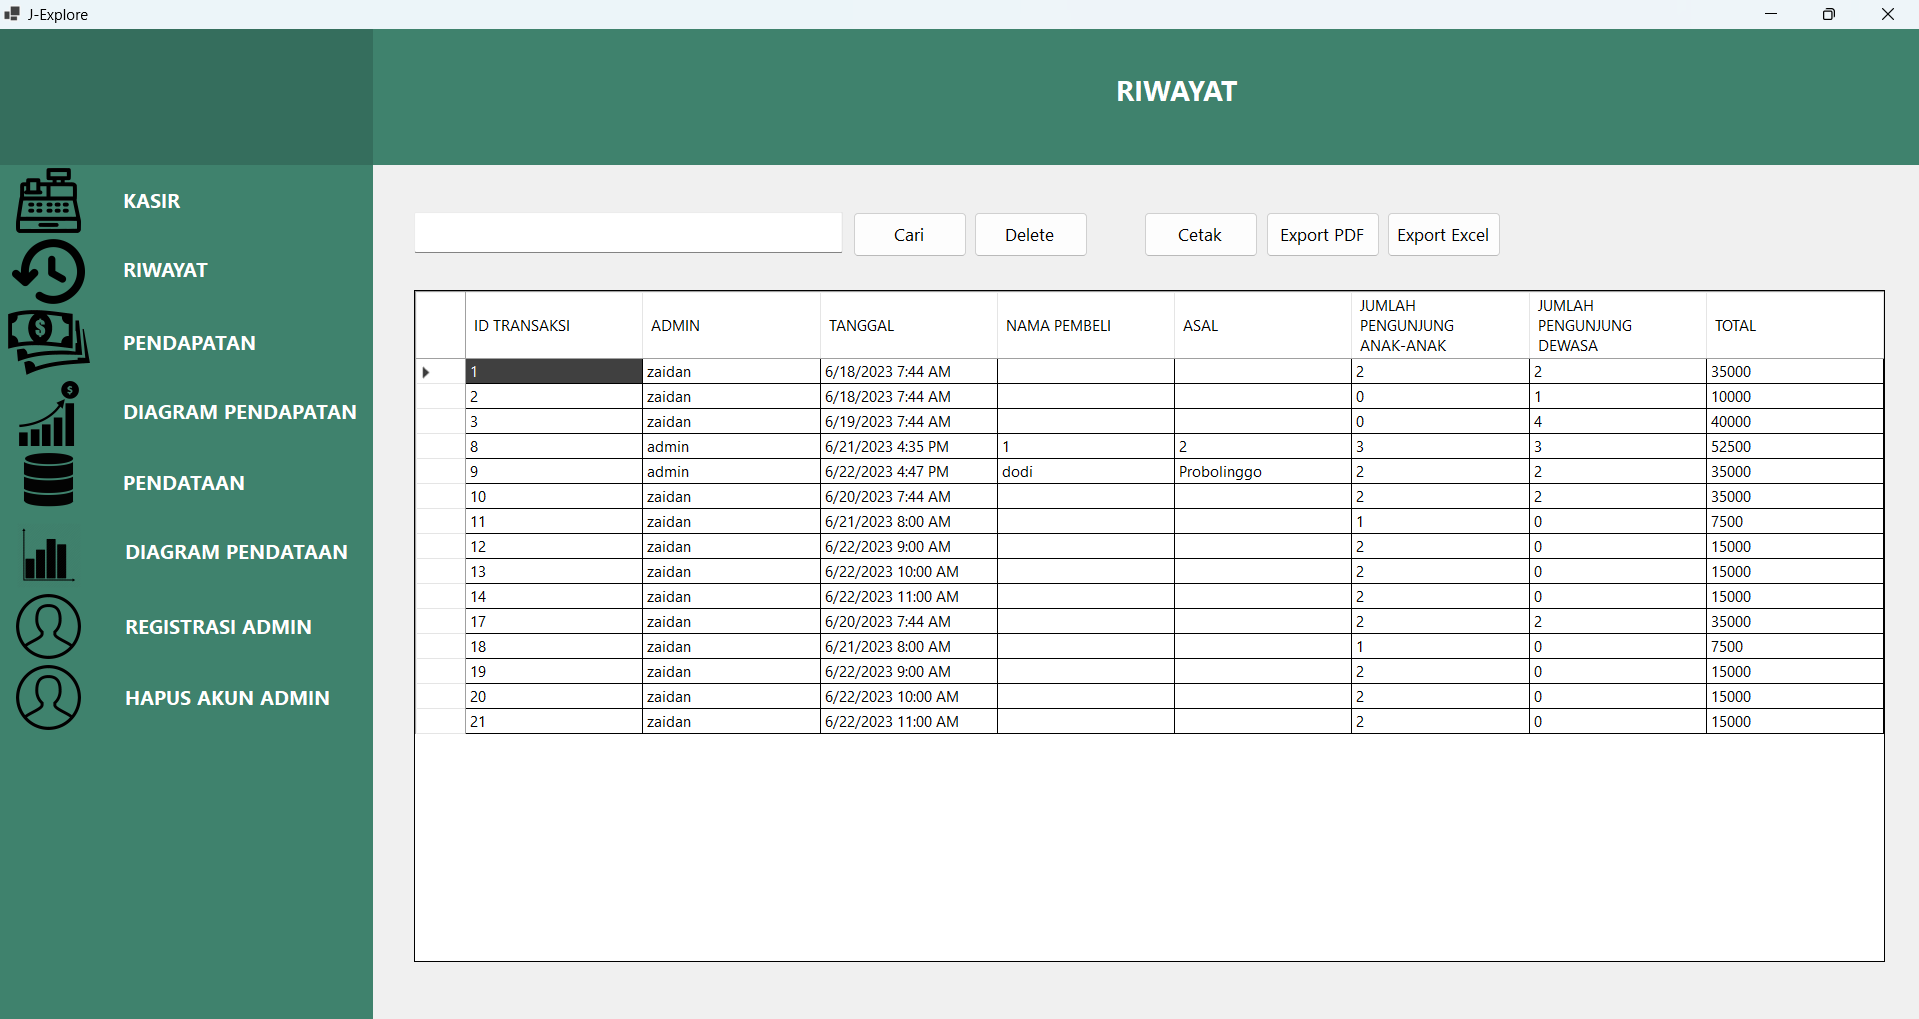 J-Explore
RIWAYAT
KASIR
RIWAYAT
PENDAPATAN
DIAGRAM PENDAPATAN
PENDATAAN
DIAGRAM PENDATAAN
REGISTRASI ADMIN
HAPUS AKUN ADMIN
Cari Delete Cetak Export PDF Export Excel
ID TRANSAKSI ADMIN TANGGAL NAMA PEMBELI ASAL JUMLAH PENGUNJUNG ANAK-ANAK JUMLAH PENGUNJUNG DEWASA TOTAL
1 zaidan 6/18/2023 7:44 AM 2 2 35000
2 zaidan 6/18/2023 7:44 AM 0 1 10000
3 zaidan 6/19/2023 7:44 AM 0 4 40000
8 admin 6/21/2023 4:35 PM 1 2 3 3 52500
9 admin 6/22/2023 4:47 PM dodi Probolinggo 2 2 35000
10 zaidan 6/20/2023 7:44 AM 2 2 35000
11 zaidan 6/21/2023 8:00 AM 1 0 7500
12 zaidan 6/22/2023 9:00 AM 2 0 15000
13 zaidan 6/22/2023 10:00 AM 2 0 15000
14 zaidan 6/22/2023 11:00 AM 2 0 15000
17 zaidan 6/20/2023 7:44 AM 2 2 35000
18 zaidan 6/21/2023 8:00 AM 1 0 7500
19 zaidan 6/22/2023 9:00 AM 2 0 15000
20 zaidan 6/22/2023 10:00 AM 2 0 15000
21 zaidan 6/22/2023 11:00 AM 2 0 15000